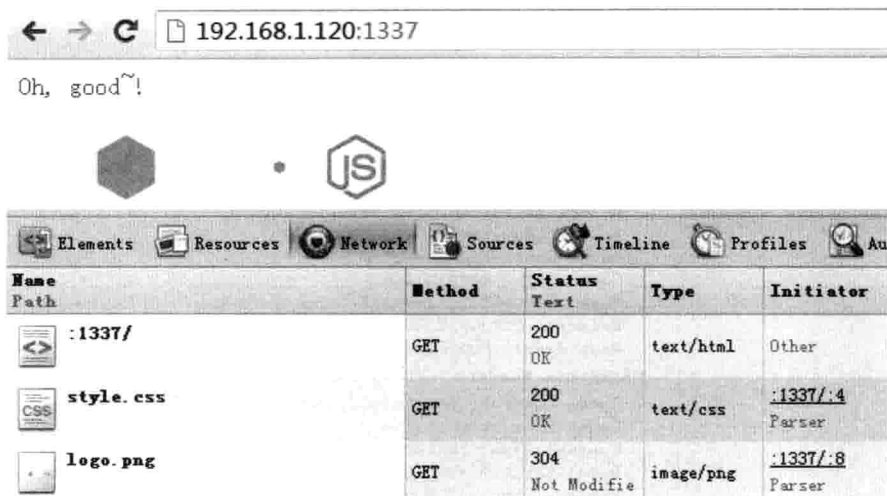 192.168.1.120:1337
Oh, good~!
JS
Elements Resources Network Sources Timeline Profiles Au
Name Method Status Type Initiator
Path Text
:1337/ GET 200 text/html Other
OK
style.css GET 200 text/css :1337/:4
CSS OK Parser
logo.png GET 304 image/png :1337/:8
Not Modifie Parser